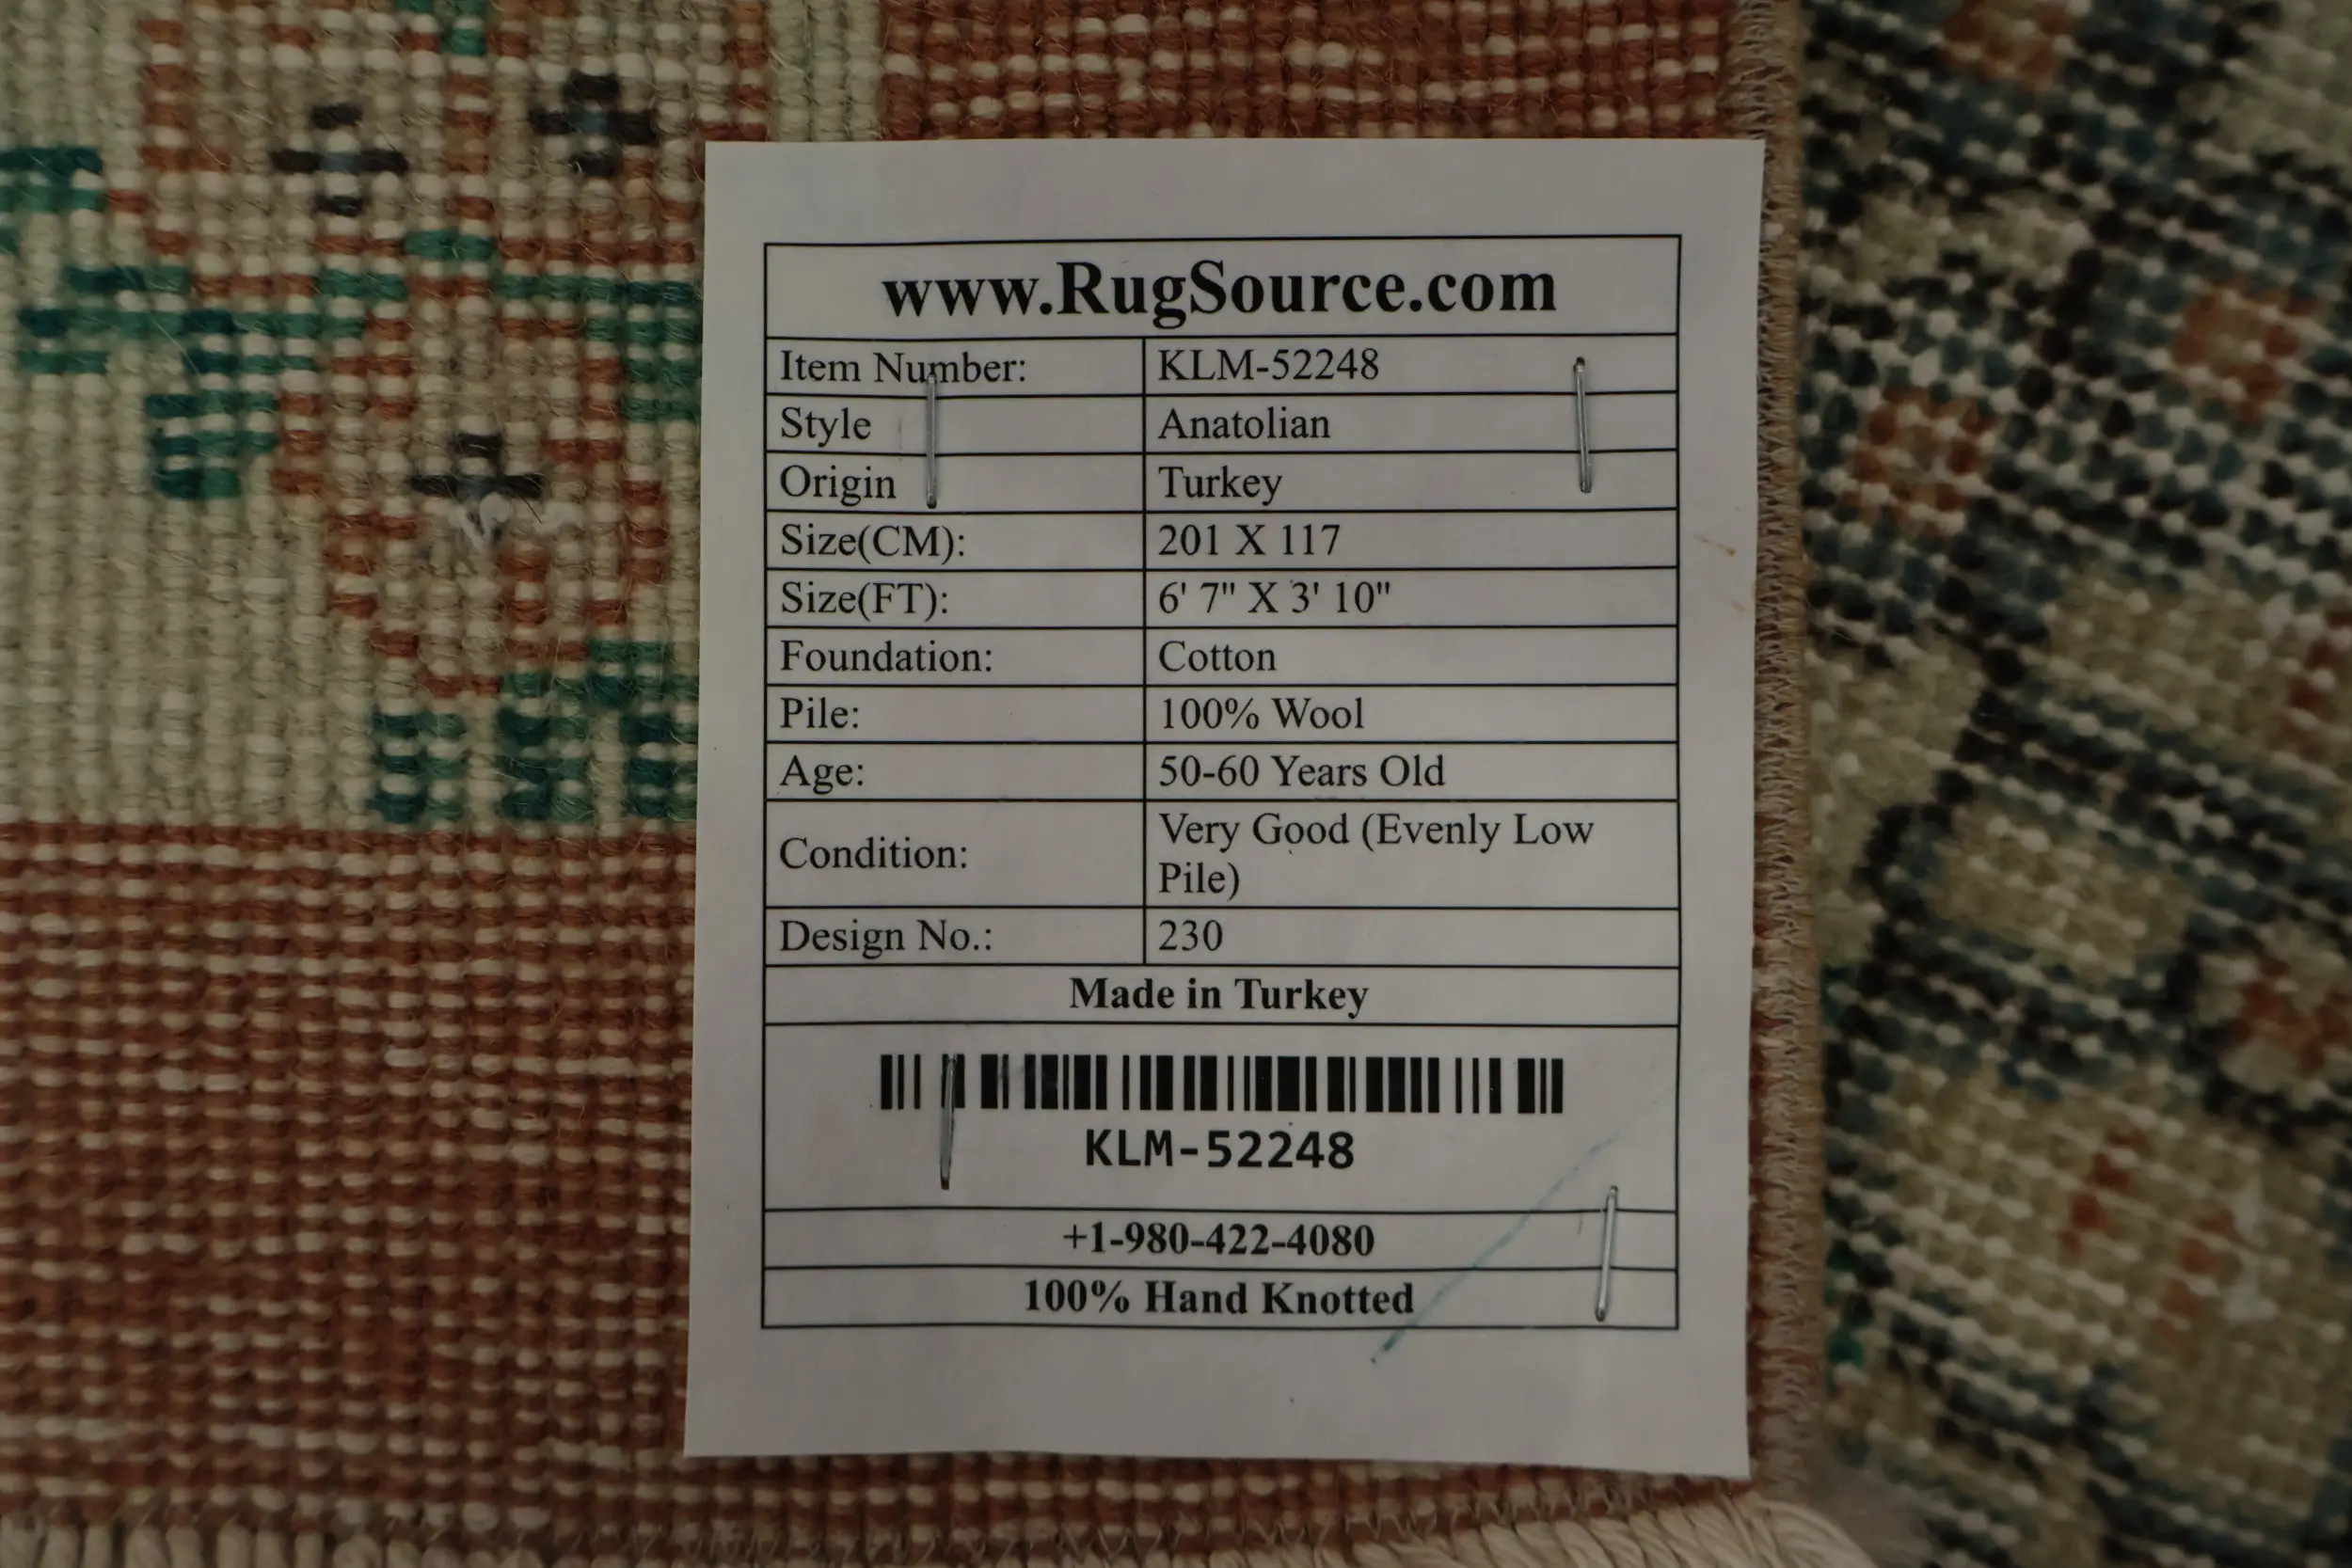 www.RugSource.com
Item Number: KLM-52248
Style Anatolian
Origin Turkey
Size(CM): 201 X 117
Size(FT): 6' 7" X 3' 10"
Foundation: Cotton
Pile: 100% Wool
Age: 50-60 Years Old
Condition: Very Good (Evenly Low
Pile)
Design No.: 230
Made in Turkey
KLM-52248
+1-980-422-4080
100% Hand Knotted